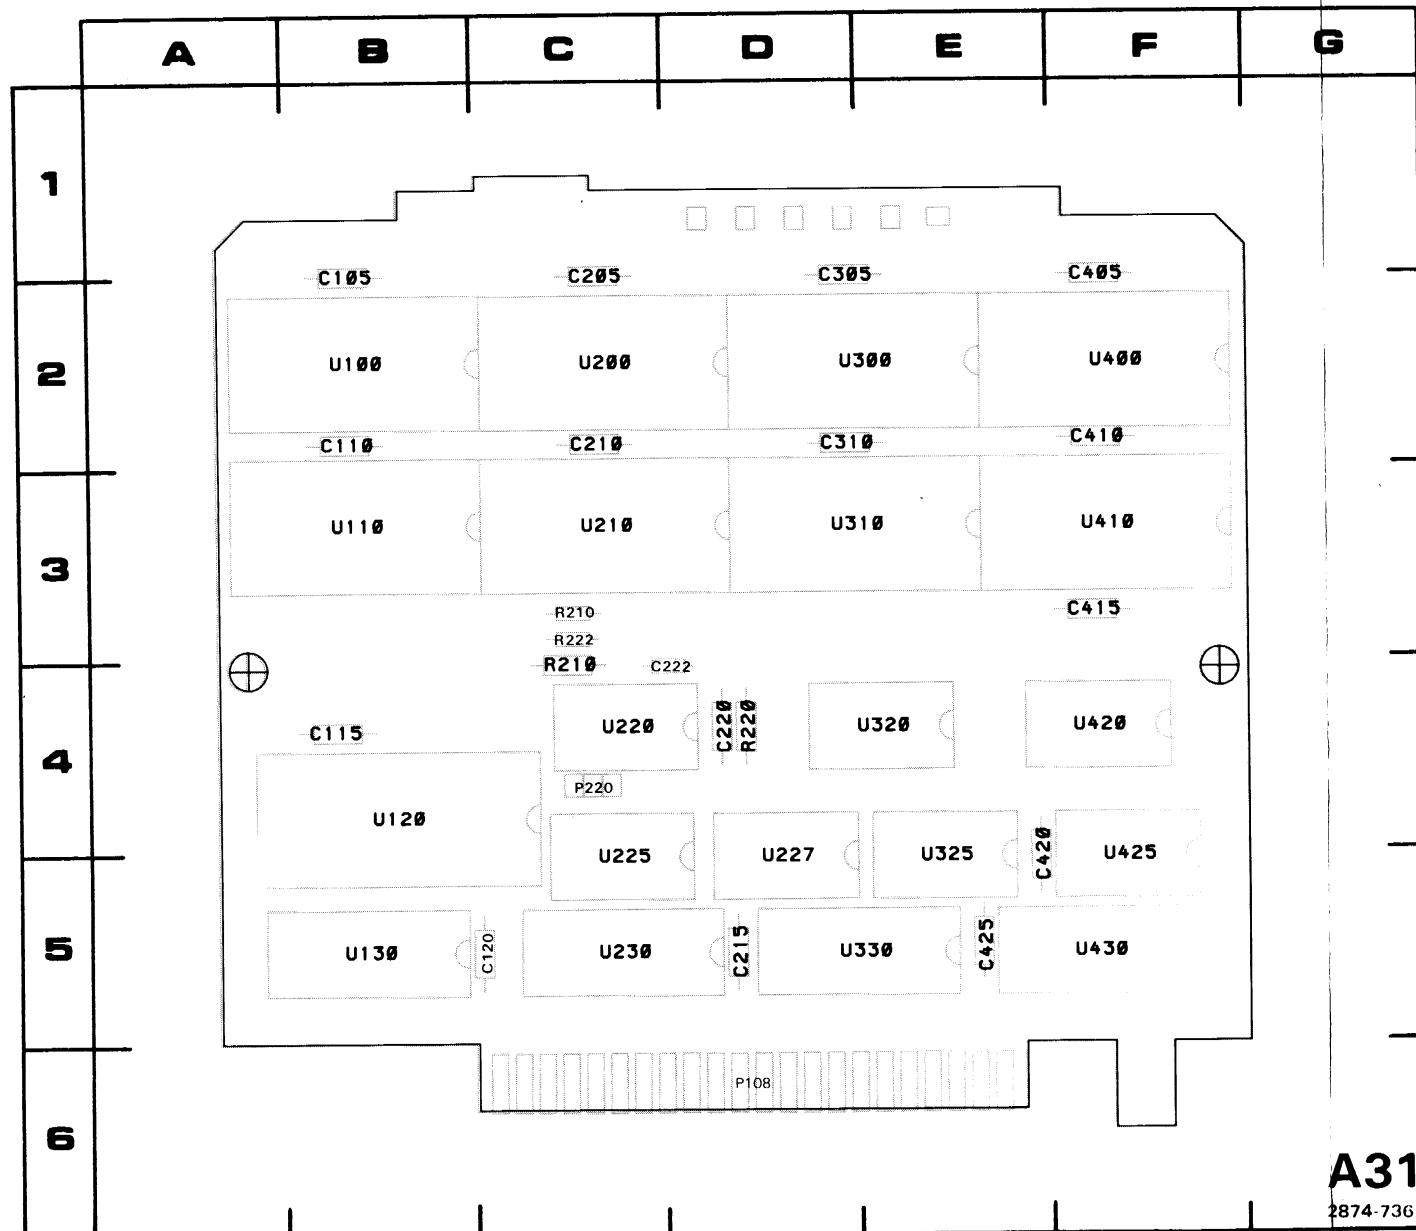 A B C D E F G
1
C105 C205 C305 C405
2
U100 U200 U300 U400
C110 C210 C310 C410
U110 U210 U310 U410
3
R210 C415
R222
R210 C222
C115 U220 C220 R220 U320 U420
4
P220
U120
U225 U227 U325 C420 U425
5
U130 C120 U230 C215 U330 C425 U430
P108
6
A31
2874-736